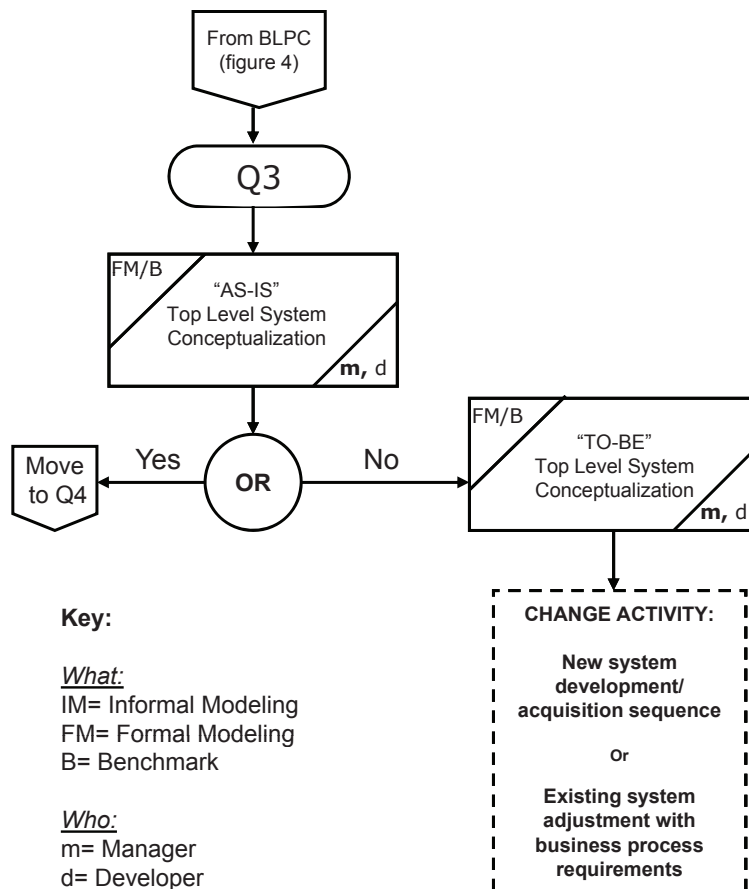 From BLPC
(figure 4)
Q3
FM/B
“AS-IS”
Top Level System
Conceptualization
m, d
Move
to Q4
Yes
OR
No
FM/B
“TO-BE”
Top Level System
Conceptualization
m, d
CHANGE ACTIVITY:
New system
development/
acquisition sequence
Or
Existing system
adjustment with
business process
requirements
Key:
What:
IM= Informal Modeling
FM= Formal Modeling
B= Benchmark
Who:
m= Manager
d= Developer